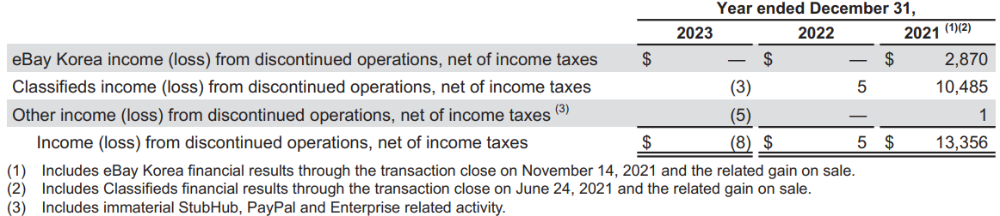 Year ended December 31,
2023 2022 2021 (1)(2)
eBay Korea income (loss) from discontinued operations, net of income taxes $ — $ — $ 2,870
Classifieds income (loss) from discontinued operations, net of income taxes (3) 5 10,485
Other income (loss) from discontinued operations, net of income taxes (3) (5) — 1
Income (loss) from discontinued operations, net of income taxes $ (8) $ 5 $ 13,356
(1) Includes eBay Korea financial results through the transaction close on November 14, 2021 and the related gain on sale.
(2) Includes Classifieds financial results through the transaction close on June 24, 2021 and the related gain on sale.
(3) Includes immaterial StubHub, PayPal and Enterprise related activity.